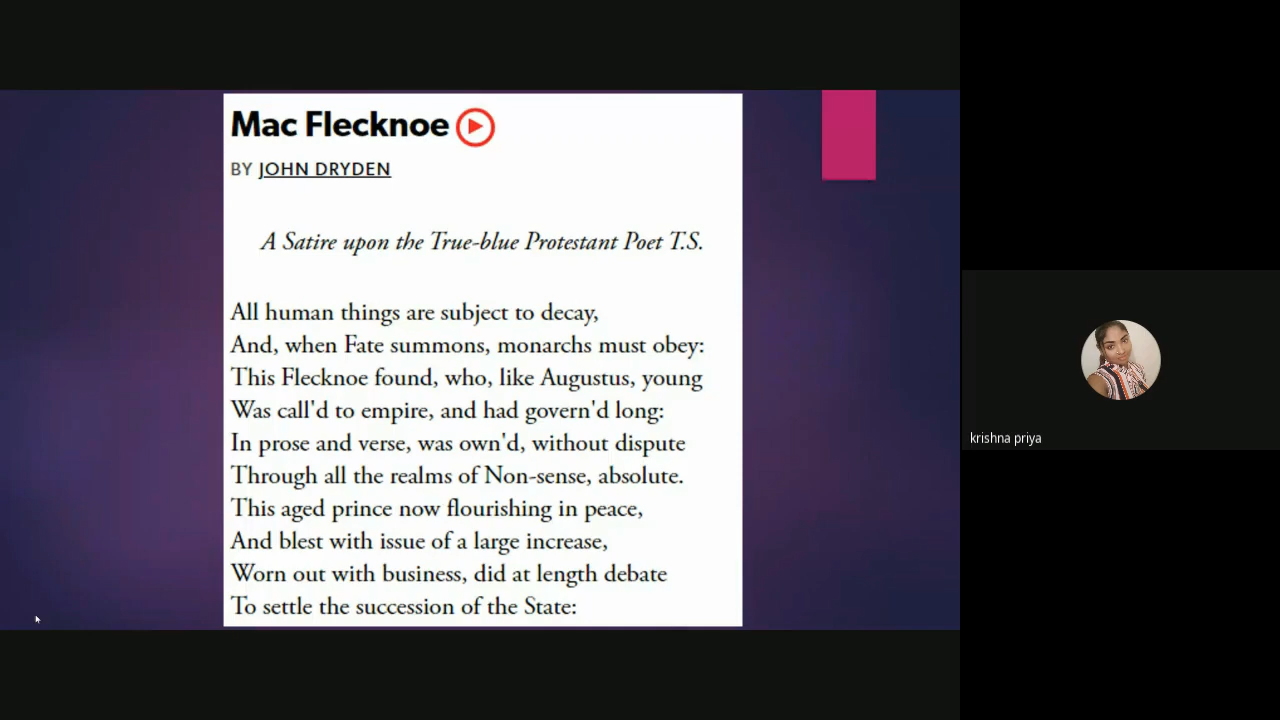 Mac Flecknoe
BY JOHN DRYDEN
A Satire upon the True-blue Protestant Poet T.S.
All human things are subject to decay,
And, when Fate summons, monarchs must obey:
This Flecknoe found, who, like Augustus, young
Was call'd to empire, and had govern'd long:
In prose and verse, was own'd, without dispute
Through all the realms of Non-sense, absolute.
This aged prince now flourishing in peace,
And blest with issue of a large increase,
Worn out with business, did at length debate
To settle the succession of the State:
krishna priya